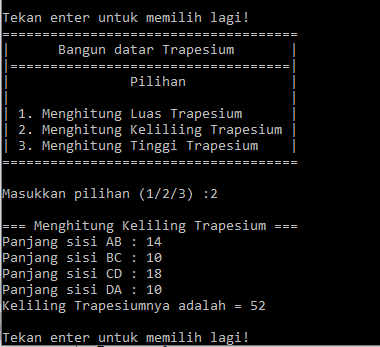 Tekan enter untuk memilih lagi!
=====================================
|      Bangun datar Trapesium       |
|===================================|
|               Pilihan             |
|                                   |
| 1. Menghitung Luas Trapesium      |
| 2. Menghitung Keliliing Trapesium |
| 3. Menghitung Tinggi Trapesium    |
=====================================
Masukkan pilihan (1/2/3) :2
=== Menghitung Keliling Trapesium ===
Panjang sisi AB : 14
Panjang sisi BC : 10
Panjang sisi CD : 18
Panjang sisi DA : 10
Keliling Trapesiumnya adalah = 52
Tekan enter untuk memilih lagi!